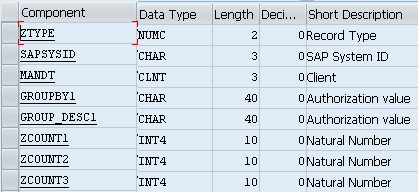 Component Data Type Length Deci... Short Description
ZTYPE NUMC 2 0 Record Type
SAPSYSID CHAR 3 0 SAP System ID
MANDT CLNT 3 0 Client
GROUPBY1 CHAR 40 0 Authorization value
GROUP_DESC1 CHAR 40 0 Authorization value
ZCOUNT1 INT4 10 0 Natural Number
ZCOUNT2 INT4 10 0 Natural Number
ZCOUNT3 INT4 10 0 Natural Number